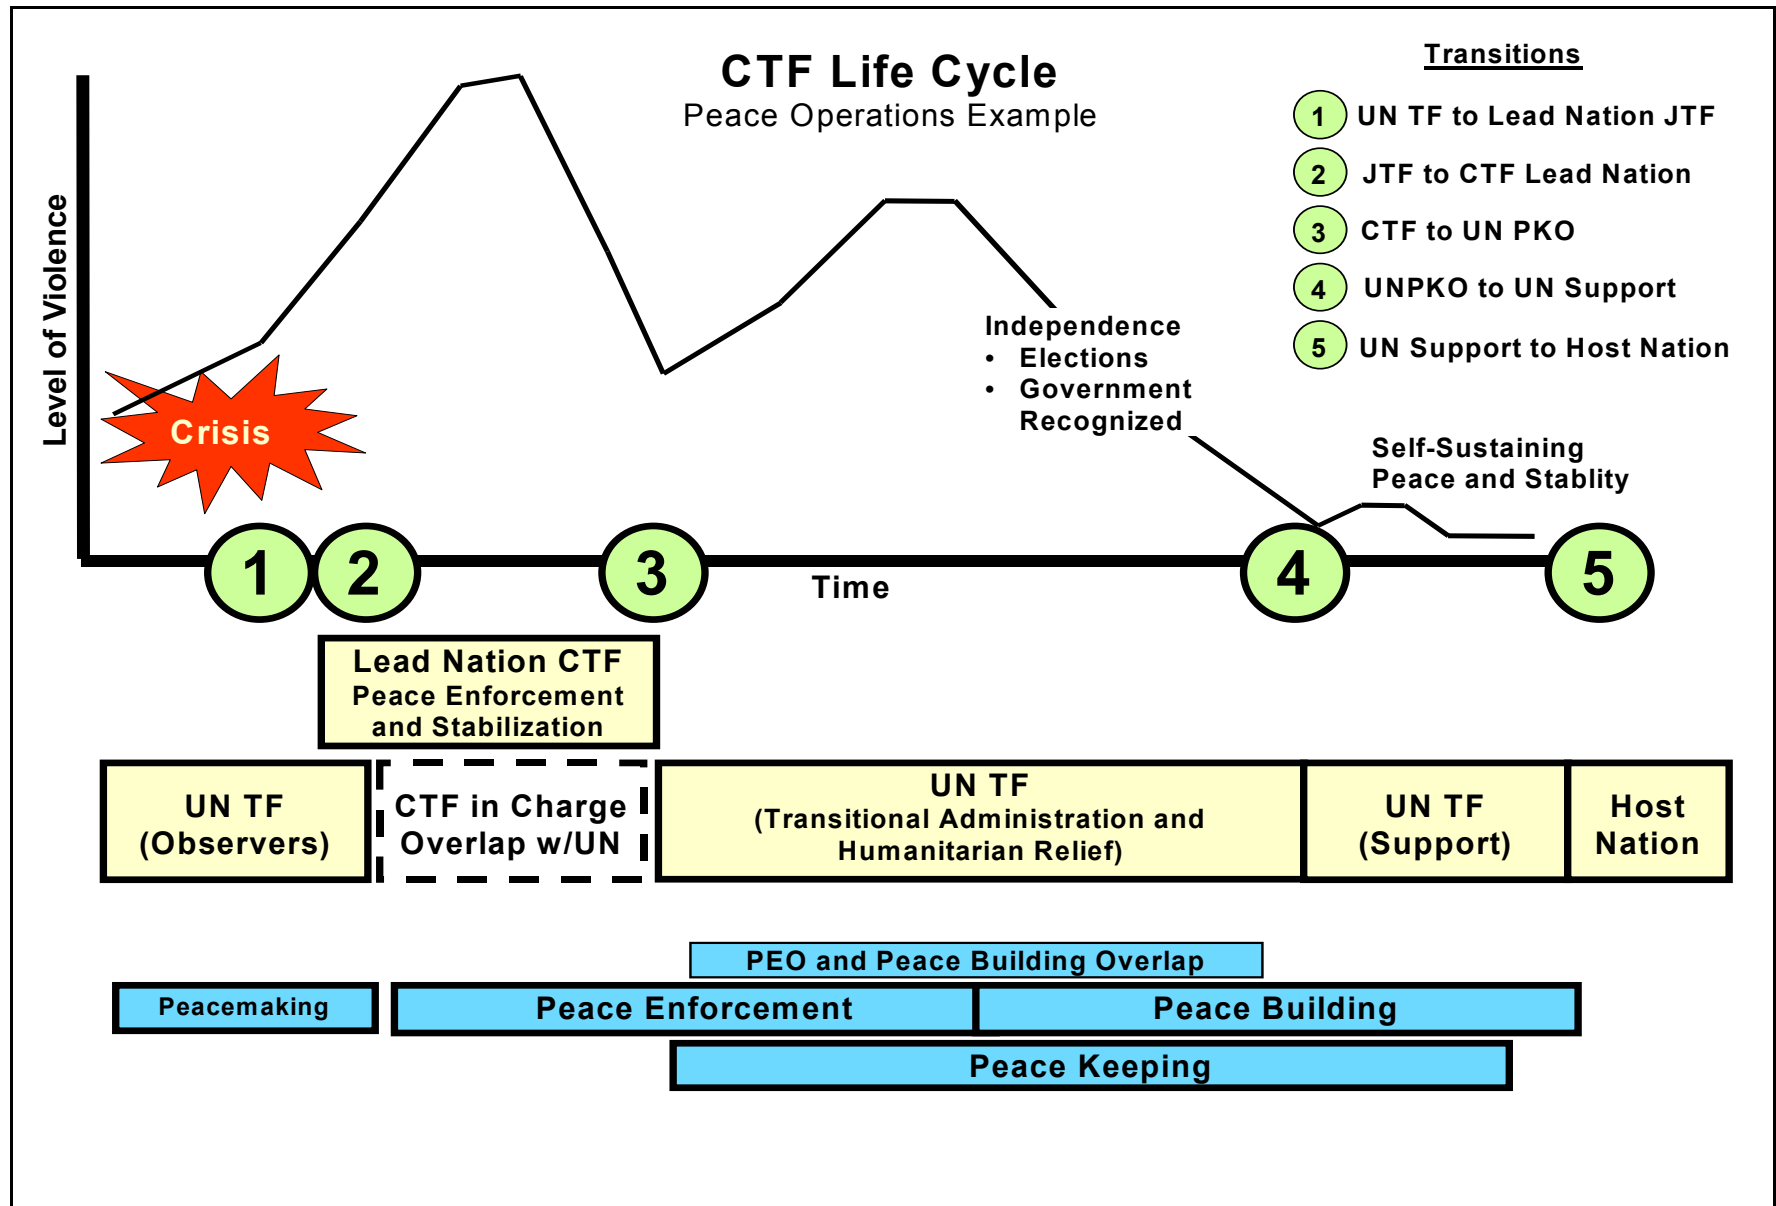 CTF Life Cycle
Peace Operations Example
Transitions
1 UN TF to Lead Nation JTF
2 JTF to CTF Lead Nation
3 CTF to UN PKO
4 UNPKO to UN Support
5 UN Support to Host Nation
Level of Violence
Crisis
Independence
• Elections
• Government
Recognized
Self-Sustaining
Peace and Stablity
1
2
3
4
5
Time
Lead Nation CTF
Peace Enforcement
and Stabilization
UN TF
(Observers)
CTF in Charge
Overlap w/UN
UN TF
(Transitional Administration and
Humanitarian Relief)
UN TF
(Support)
Host
Nation
PEO and Peace Building Overlap
Peacemaking
Peace Enforcement
Peace Building
Peace Keeping